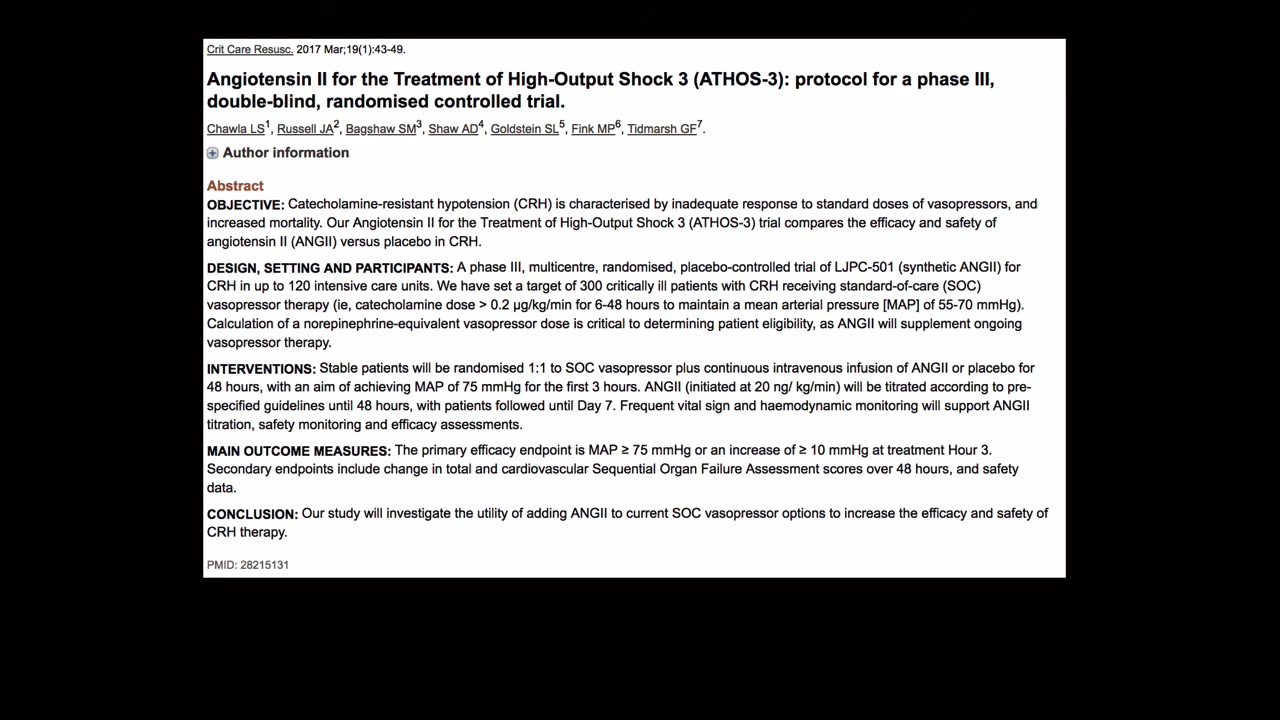 Crit Care Resusc. 2017 Mar;19(1):43-49.
Angiotensin II for the Treatment of High-Output Shock 3 (ATHOS-3): protocol for a phase III,
double-blind, randomised controlled trial.
Chawla LS1, Russell JA2, Bagshaw SM3, Shaw AD4, Goldstein SL5, Fink MP6, Tidmarsh GF7.
Author information
Abstract
OBJECTIVE: Catecholamine-resistant hypotension (CRH) is characterised by inadequate response to standard doses of vasopressors, and
increased mortality. Our Angiotensin II for the Treatment of High-Output Shock 3 (ATHOS-3) trial compares the efficacy and safety of
angiotensin II (ANGII) versus placebo in CRH.
DESIGN, SETTING AND PARTICIPANTS: A phase III, multicentre, randomised, placebo-controlled trial of LJPC-501 (synthetic ANGII) for
CRH in up to 120 intensive care units. We have set a target of 300 critically ill patients with CRH receiving standard-of-care (SOC)
vasopressor therapy (ie, catecholamine dose > 0.2 µg/kg/min for 6-48 hours to maintain a mean arterial pressure [MAP] of 55-70 mmHg).
Calculation of a norepinephrine-equivalent vasopressor dose is critical to determining patient eligibility, as ANGII will supplement ongoing
vasopressor therapy.
INTERVENTIONS: Stable patients will be randomised 1:1 to SOC vasopressor plus continuous intravenous infusion of ANGII or placebo for
48 hours, with an aim of achieving MAP of 75 mmHg for the first 3 hours. ANGII (initiated at 20 ng/ kg/min) will be titrated according to pre-
specified guidelines until 48 hours, with patients followed until Day 7. Frequent vital sign and haemodynamic monitoring will support ANGII
titration, safety monitoring and efficacy assessments.
MAIN OUTCOME MEASURES: The primary efficacy endpoint is MAP ≥ 75 mmHg or an increase of ≥ 10 mmHg at treatment Hour 3.
Secondary endpoints include change in total and cardiovascular Sequential Organ Failure Assessment scores over 48 hours, and safety
data.
CONCLUSION: Our study will investigate the utility of adding ANGII to current SOC vasopressor options to increase the efficacy and safety of
CRH therapy.
PMID: 28215131